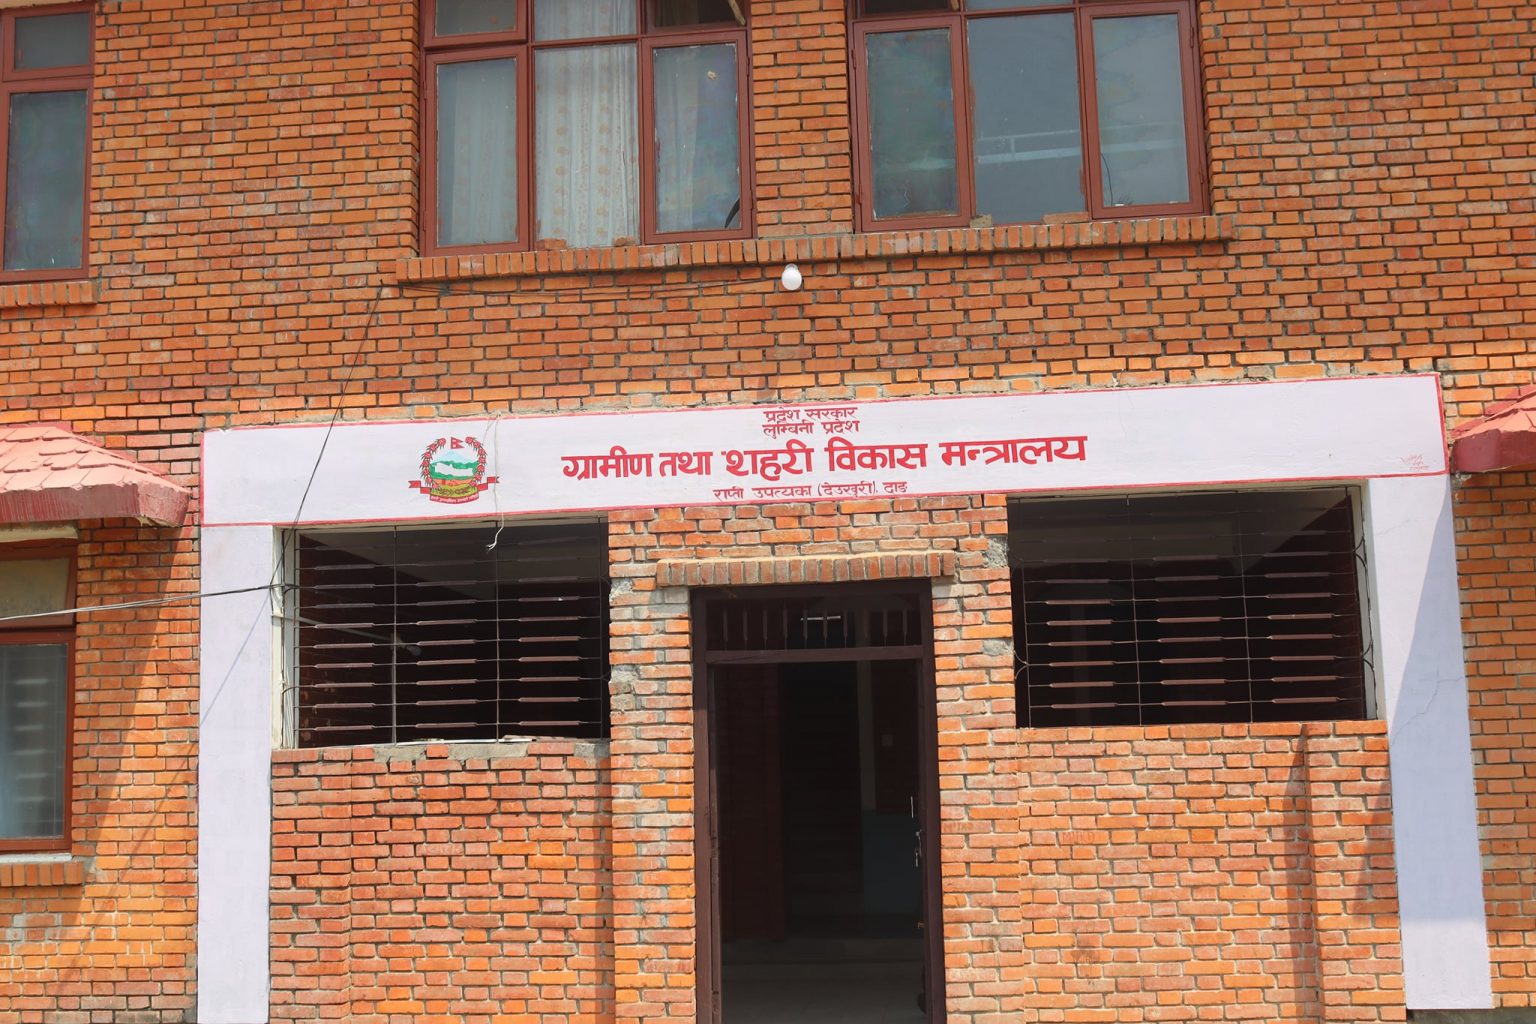 प्रदेश सरकार
लुम्बिनी प्रदेश
ग्रामीण तथा शहरी विकास मन्त्रालय
राप्ती उपत्यका (देउखुरी), दाङ